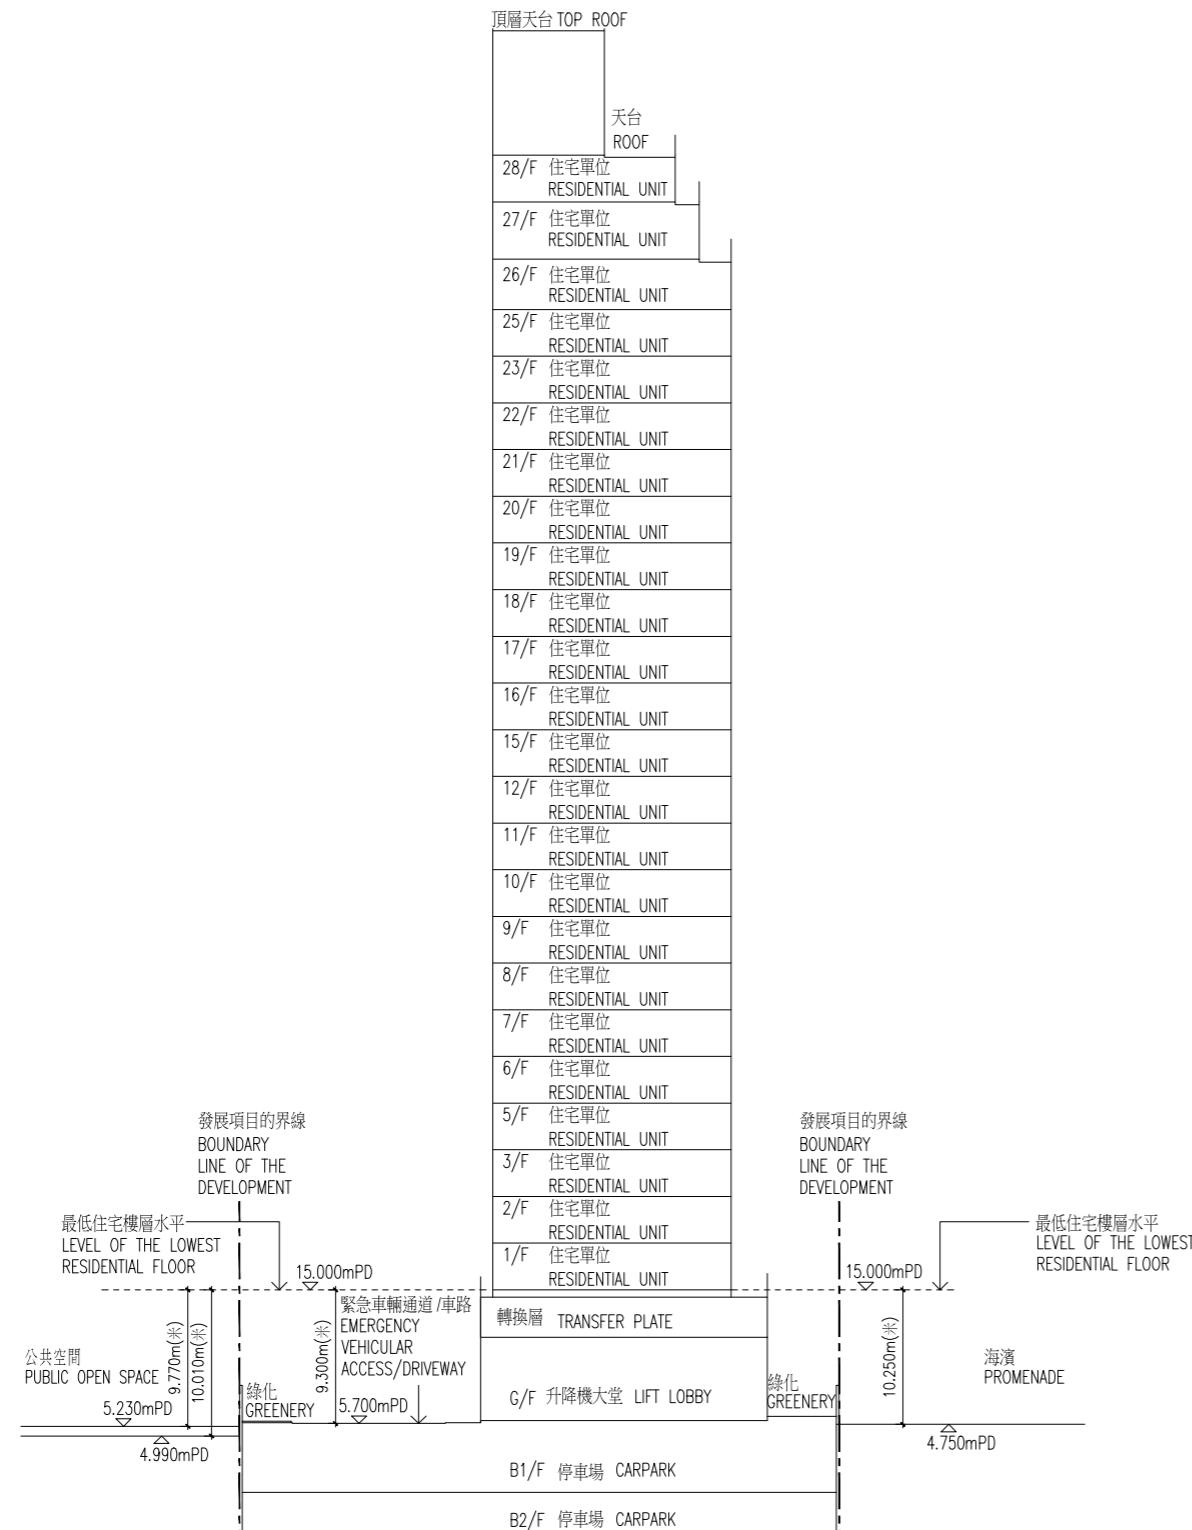 頂層天台 TOP ROOF
天台
ROOF
28/F 住宅單位
RESIDENTIAL UNIT
27/F 住宅單位
RESIDENTIAL UNIT
26/F 住宅單位
RESIDENTIAL UNIT
25/F 住宅單位
RESIDENTIAL UNIT
23/F 住宅單位
RESIDENTIAL UNIT
22/F 住宅單位
RESIDENTIAL UNIT
21/F 住宅單位
RESIDENTIAL UNIT
20/F 住宅單位
RESIDENTIAL UNIT
19/F 住宅單位
RESIDENTIAL UNIT
18/F 住宅單位
RESIDENTIAL UNIT
17/F 住宅單位
RESIDENTIAL UNIT
16/F 住宅單位
RESIDENTIAL UNIT
15/F 住宅單位
RESIDENTIAL UNIT
12/F 住宅單位
RESIDENTIAL UNIT
11/F 住宅單位
RESIDENTIAL UNIT
10/F 住宅單位
RESIDENTIAL UNIT
9/F 住宅單位
RESIDENTIAL UNIT
8/F 住宅單位
RESIDENTIAL UNIT
7/F 住宅單位
RESIDENTIAL UNIT
6/F 住宅單位
RESIDENTIAL UNIT
5/F 住宅單位
RESIDENTIAL UNIT
3/F 住宅單位
RESIDENTIAL UNIT
2/F 住宅單位
RESIDENTIAL UNIT
1/F 住宅單位
RESIDENTIAL UNIT
轉換層 TRANSFER PLATE
G/F 升降機大堂 LIFT LOBBY
B1/F 停車場 CARPARK
B2/F 停車場 CARPARK
發展項目的界線
BOUNDARY
LINE OF THE
DEVELOPMENT
最低住宅樓層水平
LEVEL OF THE LOWEST
RESIDENTIAL FLOOR
15.000mPD
緊急車輛通道/車路
EMERGENCY
VEHICULAR
ACCESS/DRIVEWAY
9.770m(米)
10.010m(米)
9.300m(米)
公共空間
PUBLIC OPEN SPACE
5.230mPD
4.990mPD
綠化
GREENERY
5.700mPD
發展項目的界線
BOUNDARY
LINE OF THE
DEVELOPMENT
最低住宅樓層水平
LEVEL OF THE LOWEST
RESIDENTIAL FLOOR
15.000mPD
10.250m(米)
綠化
GREENERY
海濱
PROMENADE
4.750mPD